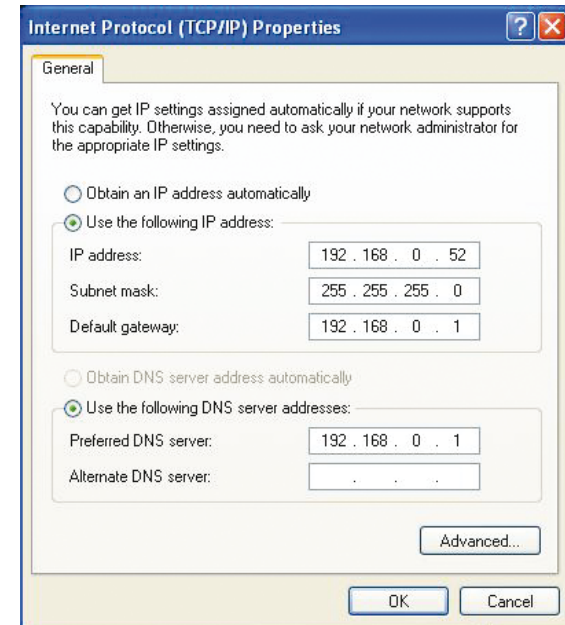 Internet Protocol (TCP/IP) Properties
General
You can get IP settings assigned automatically if your network supports
this capability. Otherwise, you need to ask your network administrator for
the appropriate IP settings.
Obtain an IP address automatically
Use the following IP address:
IP address: 192 . 168 . 0 . 52
Subnet mask: 255 . 255 . 255 . 0
Default gateway: 192 . 168 . 0 . 1
Obtain DNS server address automatically
Use the following DNS server addresses:
Preferred DNS server: 192 . 168 . 0 . 1
Alternate DNS server: . . .
Advanced...
OK Cancel